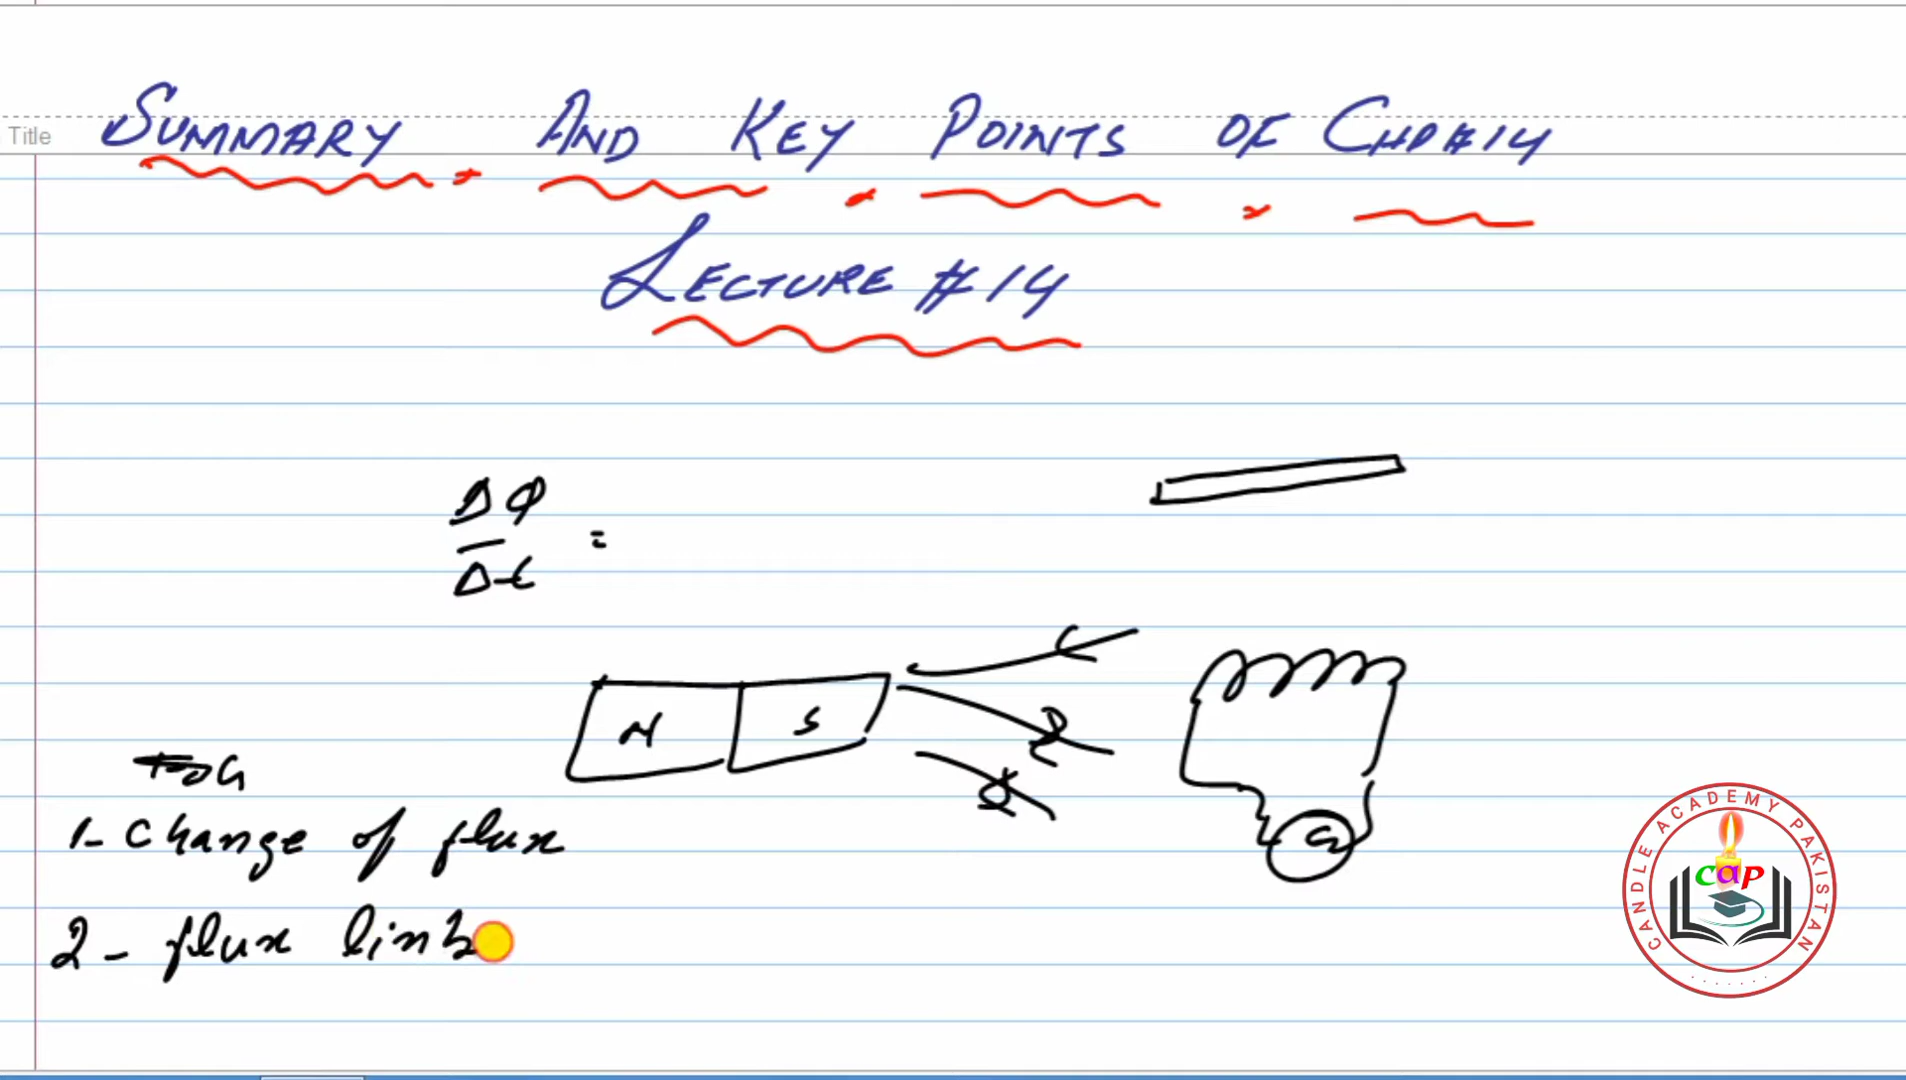 Title
SUMMARY AND KEY POINTS OF CHP#14
LECTURE #14
Δφ
=
Δt
N S
G
1- Change of flux
G
2- flux link
CANDLE ACADEMY PAKISTAN
cap